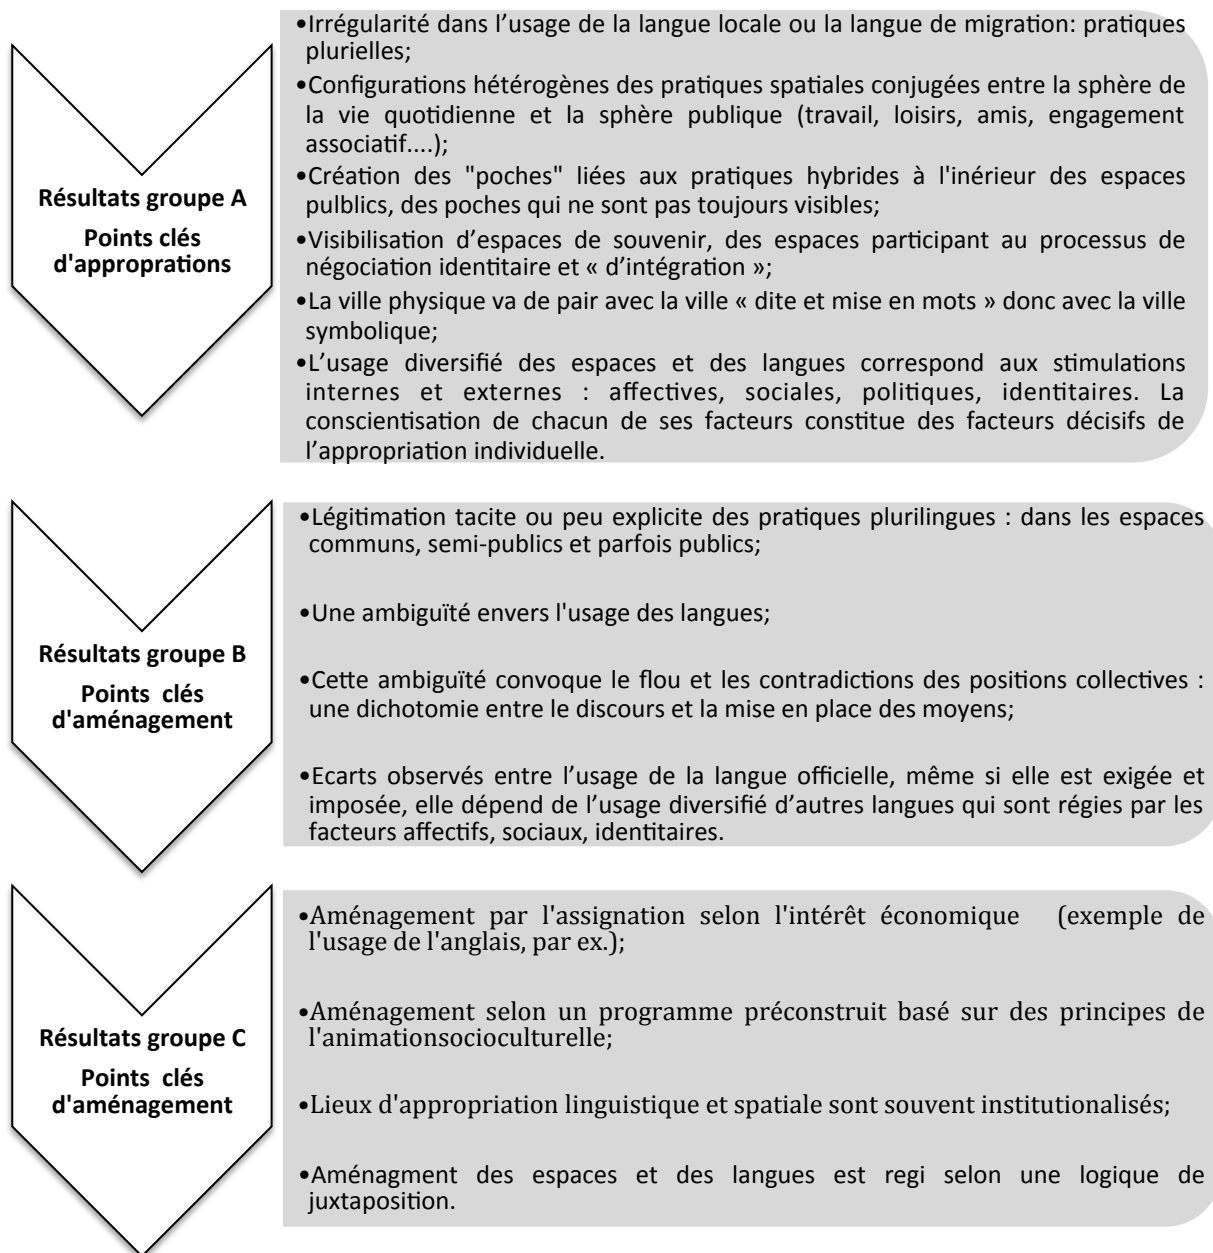 •Irrégularité dans l’usage de la langue locale ou la langue de migration: pratiques
plurielles;
•Configurations hétérogènes des pratiques spatiales conjugées entre la sphère de
la vie quotidienne et la sphère publique (travail, loisirs, amis, engagement
associatif....);
•Création des "poches" liées aux pratiques hybrides à l'inérieur des espaces
pulblics, des poches qui ne sont pas toujours visibles;
•Visibilisation d’espaces de souvenir, des espaces participant au processus de
négociation identitaire et « d’intégration »;
•La ville physique va de pair avec la ville « dite et mise en mots » donc avec la ville
symbolique;
•L’usage diversifié des espaces et des langues correspond aux stimulations
internes et externes : affectives, sociales, politiques, identitaires. La
conscientisation de chacun de ses facteurs constitue des facteurs décisifs de
l’appropriation individuelle.
Résultats groupe A
Points clés
d'approprations
•Légitimation tacite ou peu explicite des pratiques plurilingues : dans les espaces
communs, semi-publics et parfois publics;
•Une ambiguïté envers l'usage des langues;
•Cette ambiguïté convoque le flou et les contradictions des positions collectives :
une dichotomie entre le discours et la mise en place des moyens;
•Ecarts observés entre l’usage de la langue officielle, même si elle est exigée et
imposée, elle dépend de l’usage diversifié d’autres langues qui sont régies par les
facteurs affectifs, sociaux, identitaires.
Résultats groupe B
Points clés
d'aménagement
•Aménagement par l'assignation selon l'intérêt économique (exemple de
l'usage de l'anglais, par ex.);
•Aménagement selon un programme préconstruit basé sur des principes de
l'animationsocioculturelle;
•Lieux d'appropriation linguistique et spatiale sont souvent institutionalisés;
•Aménagment des espaces et des langues est regi selon une logique de
juxtaposition.
Résultats groupe C
Points clés
d'aménagement